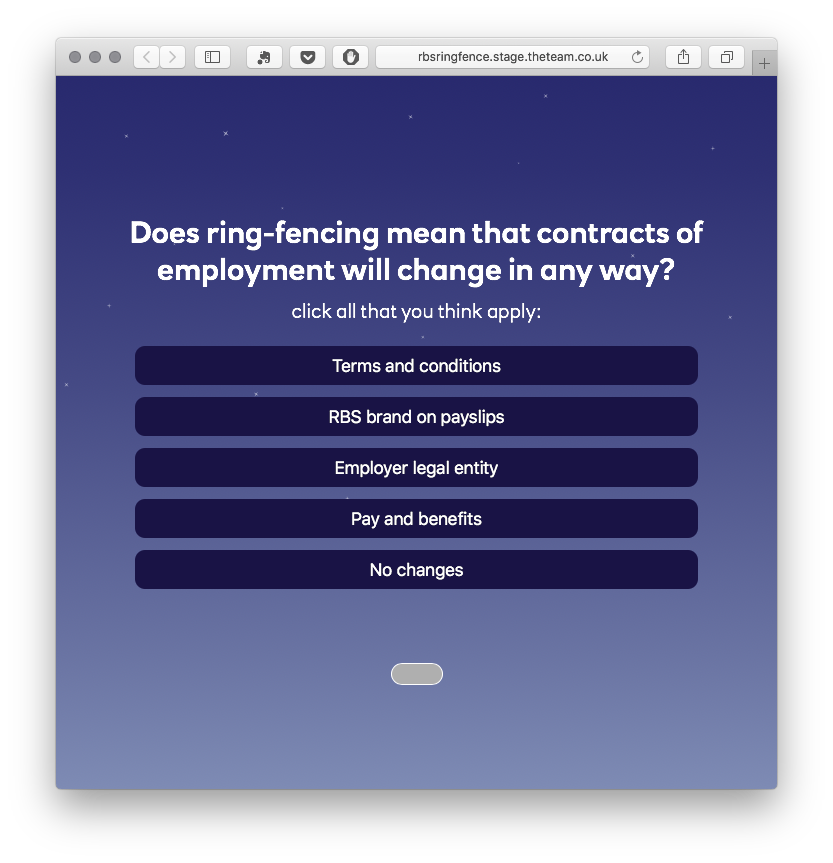 rbsringfence.stage.theteam.co.uk
Does ring-fencing mean that contracts of
employment will change in any way?
click all that you think apply:
Terms and conditions
RBS brand on payslips
Employer legal entity
Pay and benefits
No changes